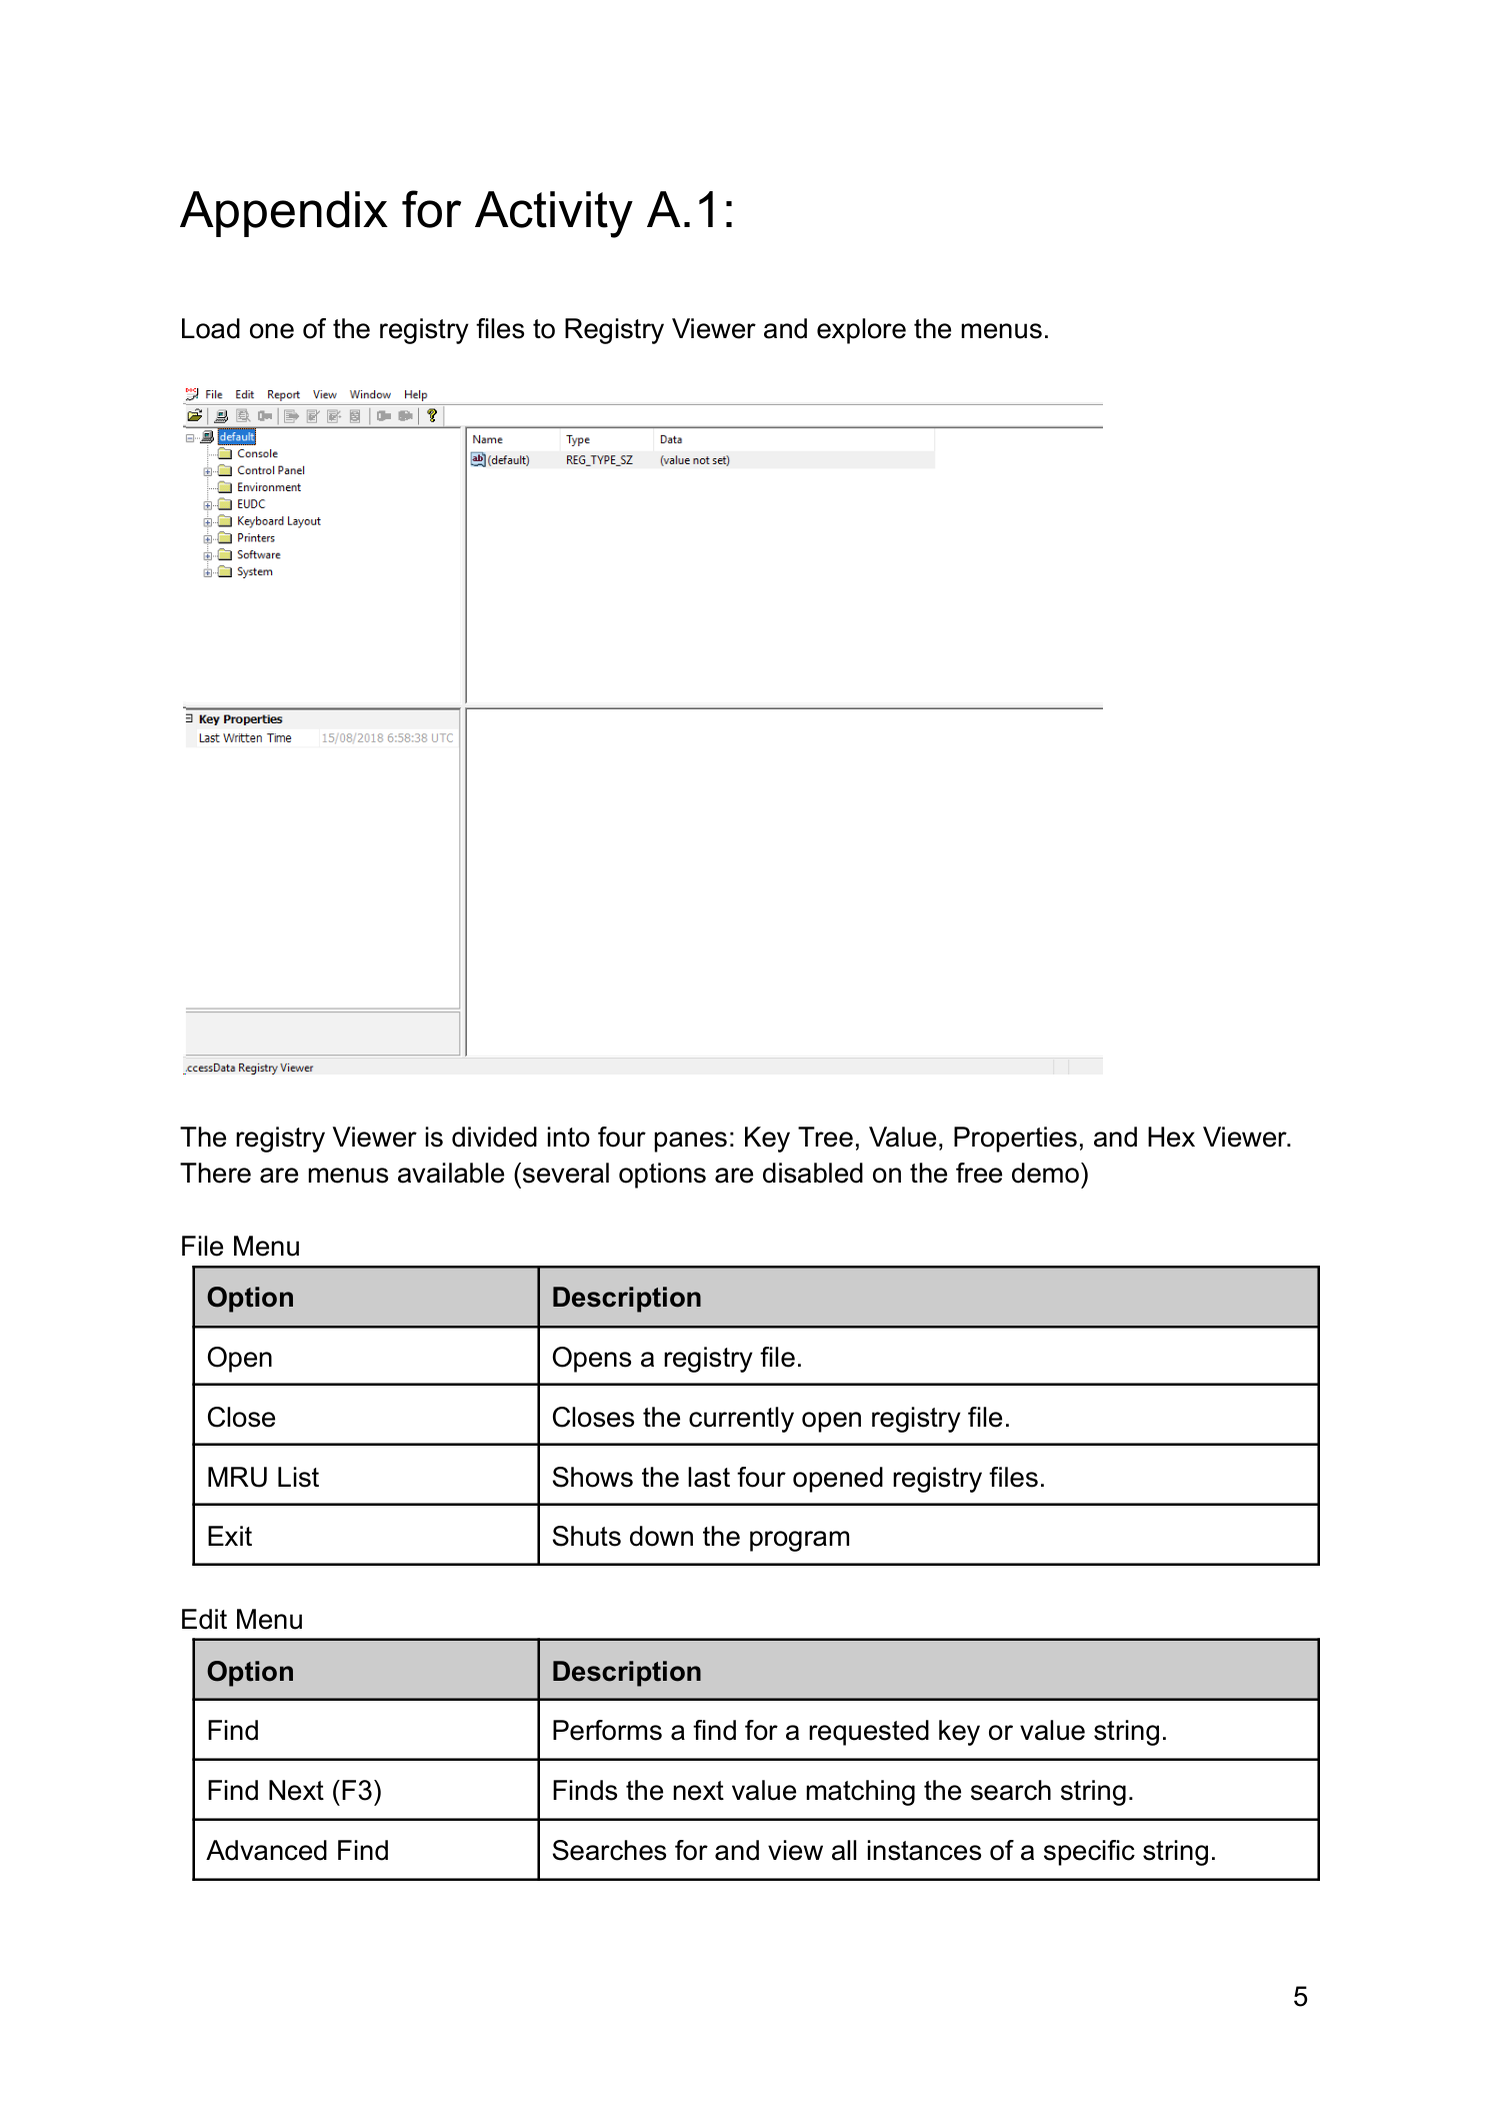 Appendix for Activity A.1:
Load one of the registry files to Registry Viewer and explore the menus.
File Edit Report View Window Help
default
Console
Control Panel
Environment
EUDC
Keyboard Layout
Printers
Software
System
Name Type Data
(default) REG_TYPE_SZ (value not set)
Key Properties
Last Written Time 15/08/2018 6:58:38 UTC
ccessData Registry Viewer
The registry Viewer is divided into four panes: Key Tree, Value, Properties, and Hex Viewer.
There are menus available (several options are disabled on the free demo)
File Menu
Option Description
Open Opens a registry file.
Close Closes the currently open registry file.
MRU List Shows the last four opened registry files.
Exit Shuts down the program
Edit Menu
Option Description
Find Performs a find for a requested key or value string.
Find Next (F3) Finds the next value matching the search string.
Advanced Find Searches for and view all instances of a specific string.
5